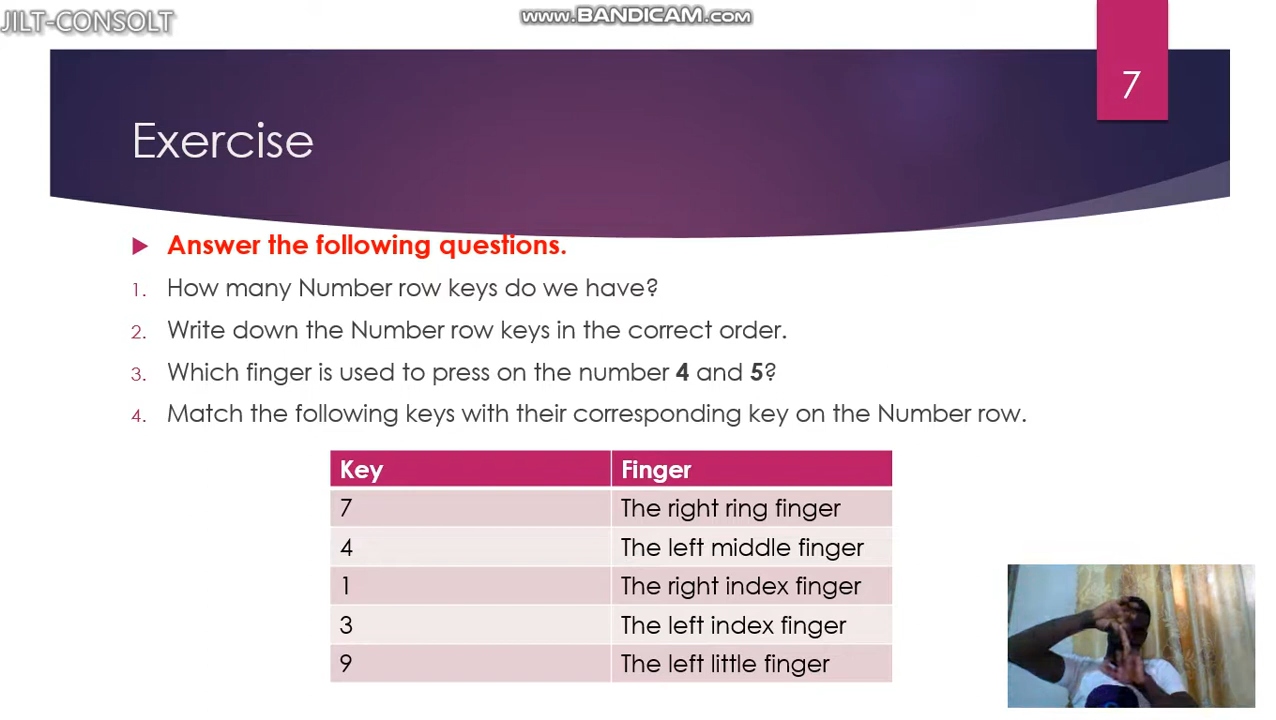 JILT-CONSOLT
www.BANDICAM.com
7
Exercise
Answer the following questions.
1. How many Number row keys do we have?
2. Write down the Number row keys in the correct order.
3. Which finger is used to press on the number 4 and 5?
4. Match the following keys with their corresponding key on the Number row.
Key Finger
7 The right ring finger
4 The left middle finger
1 The right index finger
3 The left index finger
9 The left little finger